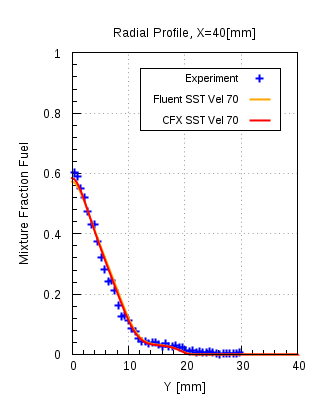 Radial Profile, X=40[mm]
1
Experiment
Fluent SST Vel 70
CFX SST Vel 70
0.8
0.6
0.4
0.2
0
Mixture Fraction Fuel
0 10 20 30 40
Y [mm]